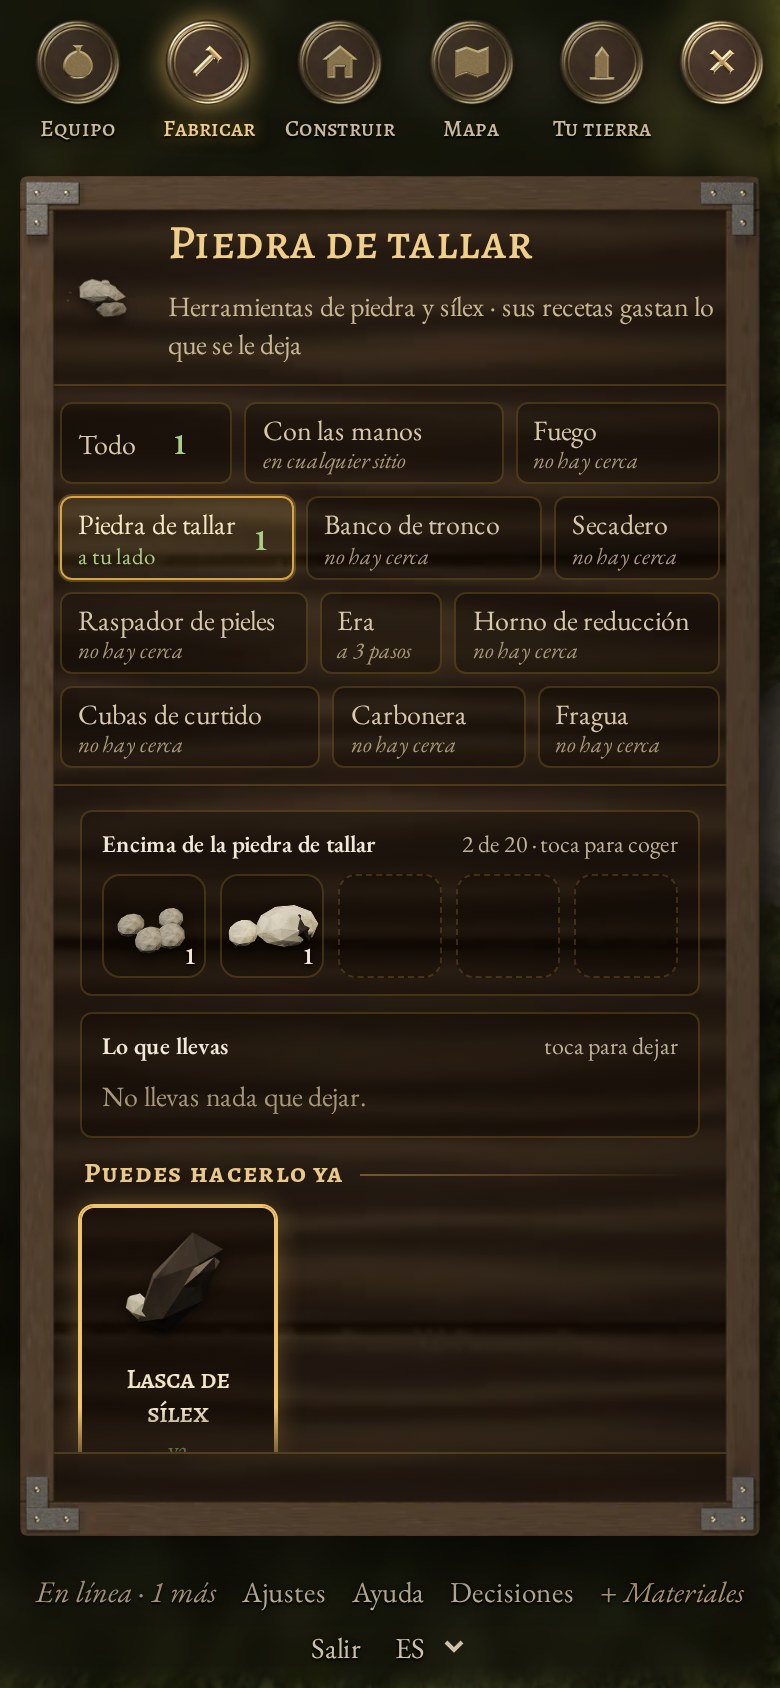 Equipo
Fabricar
Construir
Mapa
Tu tierra
Piedra de tallar
Herramientas de piedra y sílex · sus recetas gastan lo
que se le deja
Todo 1
Con las manos
en cualquier sitio
Fuego
no hay cerca
Piedra de tallar 1
a tu lado
Banco de tronco
no hay cerca
Secadero
no hay cerca
Raspador de pieles
no hay cerca
Era
a 3 pasos
Horno de reducción
no hay cerca
Cubas de curtido
no hay cerca
Carbonera
no hay cerca
Fragua
no hay cerca
Encima de la piedra de tallar 2 de 20 · toca para coger
1 1
Lo que llevas toca para dejar
No llevas nada que dejar.
Puedes hacerlo ya
Lasca de
sílex
En línea · 1 más Ajustes Ayuda Decisiones + Materiales
Salir ES